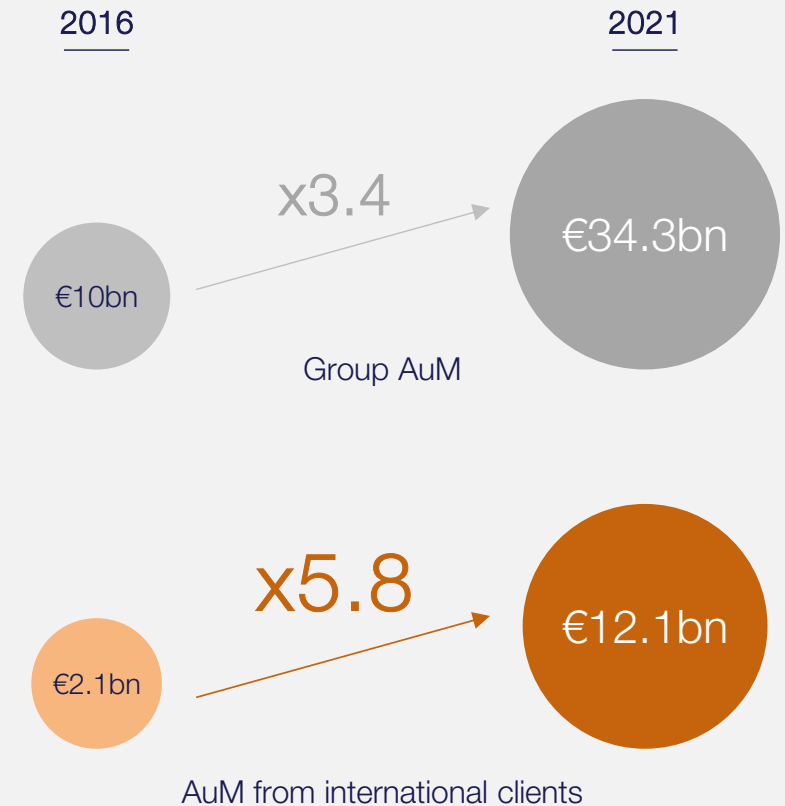 2016
2021
x3.4
€10bn
€34.3bn
Group AuM
x5.8
€2.1bn
€12.1bn
AuM from international clients